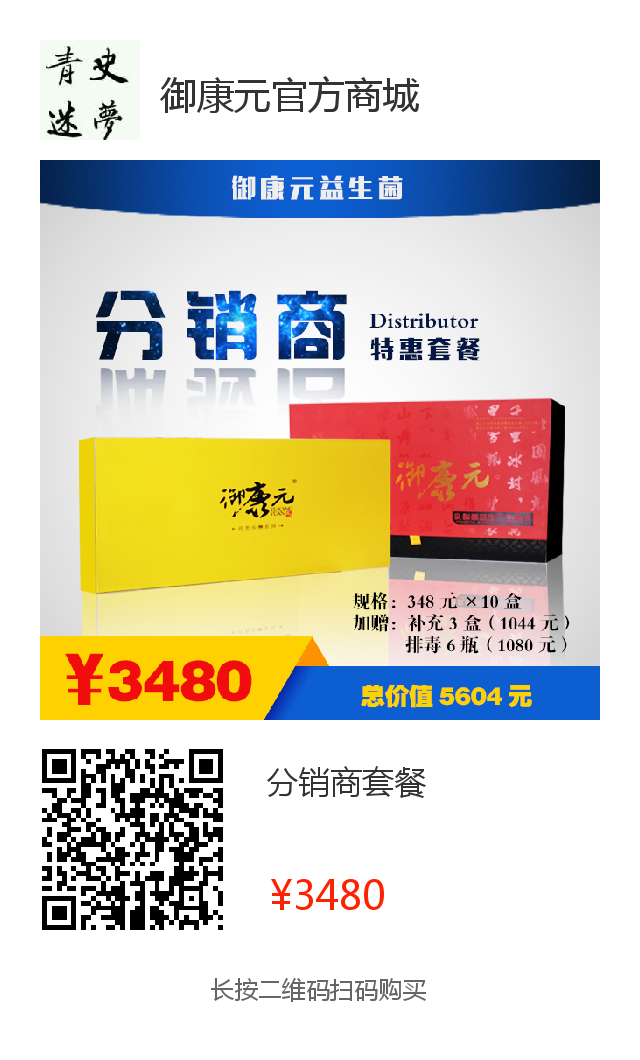 青史
迷夢
御康元官方商城
御康元益生菌
分销商
Distributor
特惠套餐
御康元
御康元
规格：348 元 ×10 盒
加赠：补充 3 盒（1044 元）
排毒 6 瓶（1080 元）
¥3480
总价值 5604 元
分销商套餐
¥3480
长按二维码扫码购买